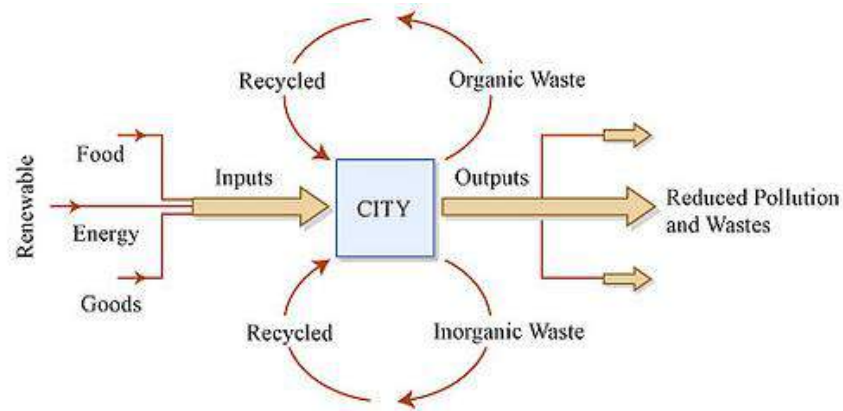 Recycled
Organic Waste
Renewable
Food
Energy
Goods
Inputs
CITY
Outputs
Reduced Pollution
and Wastes
Recycled
Inorganic Waste